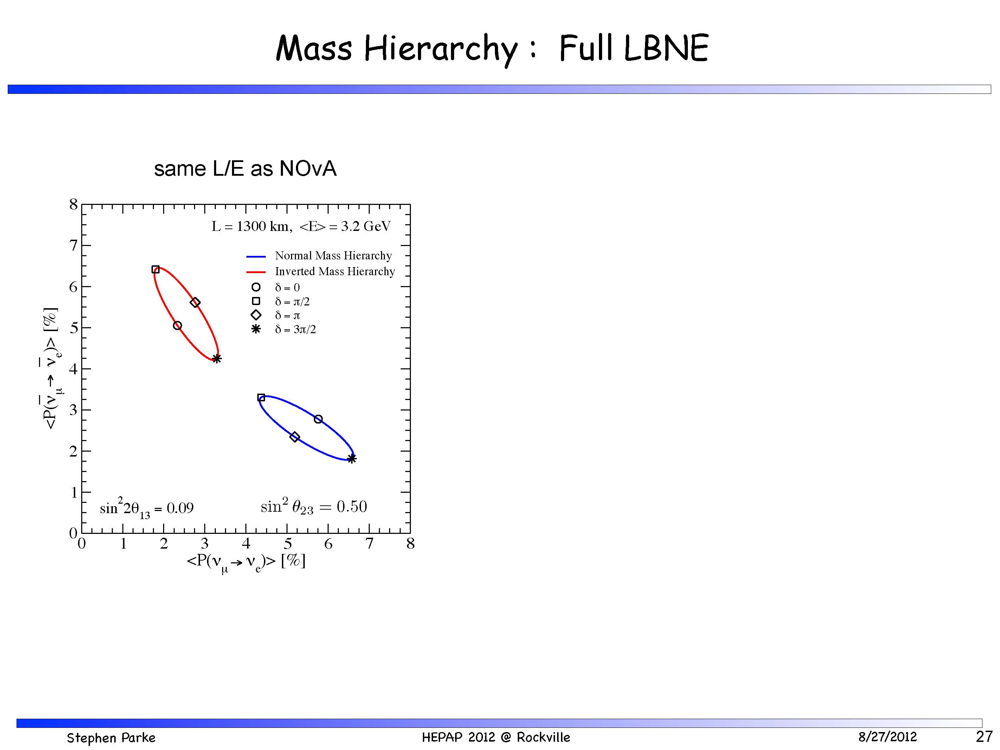 Mass Hierarchy : Full LBNE
same L/E as NOvA
L = 1300 km, <E> = 3.2 GeV
Normal Mass Hierarchy
Inverted Mass Hierarchy
δ = 0
δ = π/2
δ = π
δ = 3π/2
<P(ν̅μ → ν̅e)> [%]
8
7
6
5
4
3
2
1
0
sin²2θ₁₃ = 0.09
sin² θ₂₃ = 0.50
0 1 2 3 4 5 6 7 8
<P(νμ → νe)> [%]
Stephen Parke
HEPAP 2012 @ Rockville
8/27/2012
27